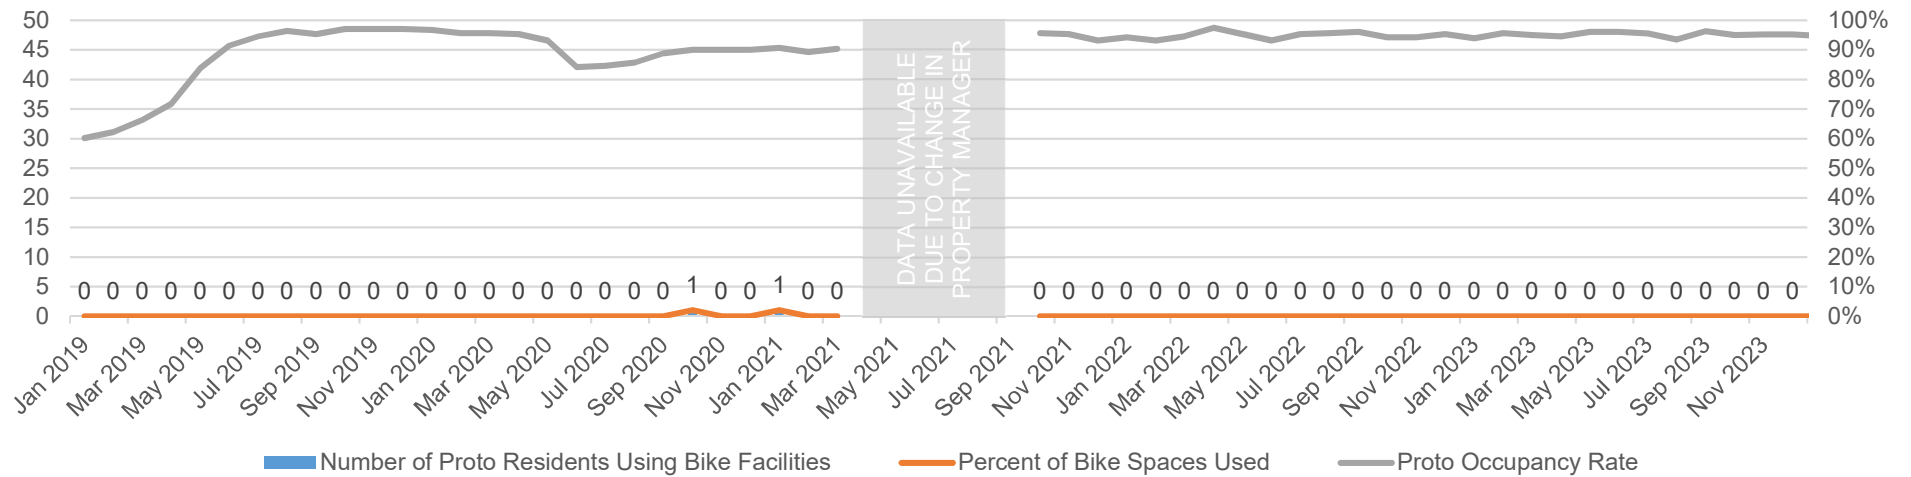 50 100%
45 90%
40 80%
35 70%
30 60%
25 50%
20 40%
15 30%
10 20%
5 10%
0 0%
DATA UNAVAILABLE
DUE TO CHANGE IN
PROPERTY MANAGER
0 0 0 0 0 0 0 0 0 0 0 0 0 0 0 0 0 0 0 0 0 1 0 0 1 0 0 0 0 0 0 0 0 0 0 0 0 0 0 0 0 0 0 0 0 0 0 0 0 0 0 0 0 0
Jan 2019
Mar 2019
May 2019
Jul 2019
Sep 2019
Nov 2019
Jan 2020
Mar 2020
May 2020
Jul 2020
Sep 2020
Nov 2020
Jan 2021
Mar 2021
May 2021
Jul 2021
Sep 2021
Nov 2021
Jan 2022
Mar 2022
May 2022
Jul 2022
Sep 2022
Nov 2022
Jan 2023
Mar 2023
May 2023
Jul 2023
Sep 2023
Nov 2023
Number of Proto Residents Using Bike Facilities
Percent of Bike Spaces Used
Proto Occupancy Rate